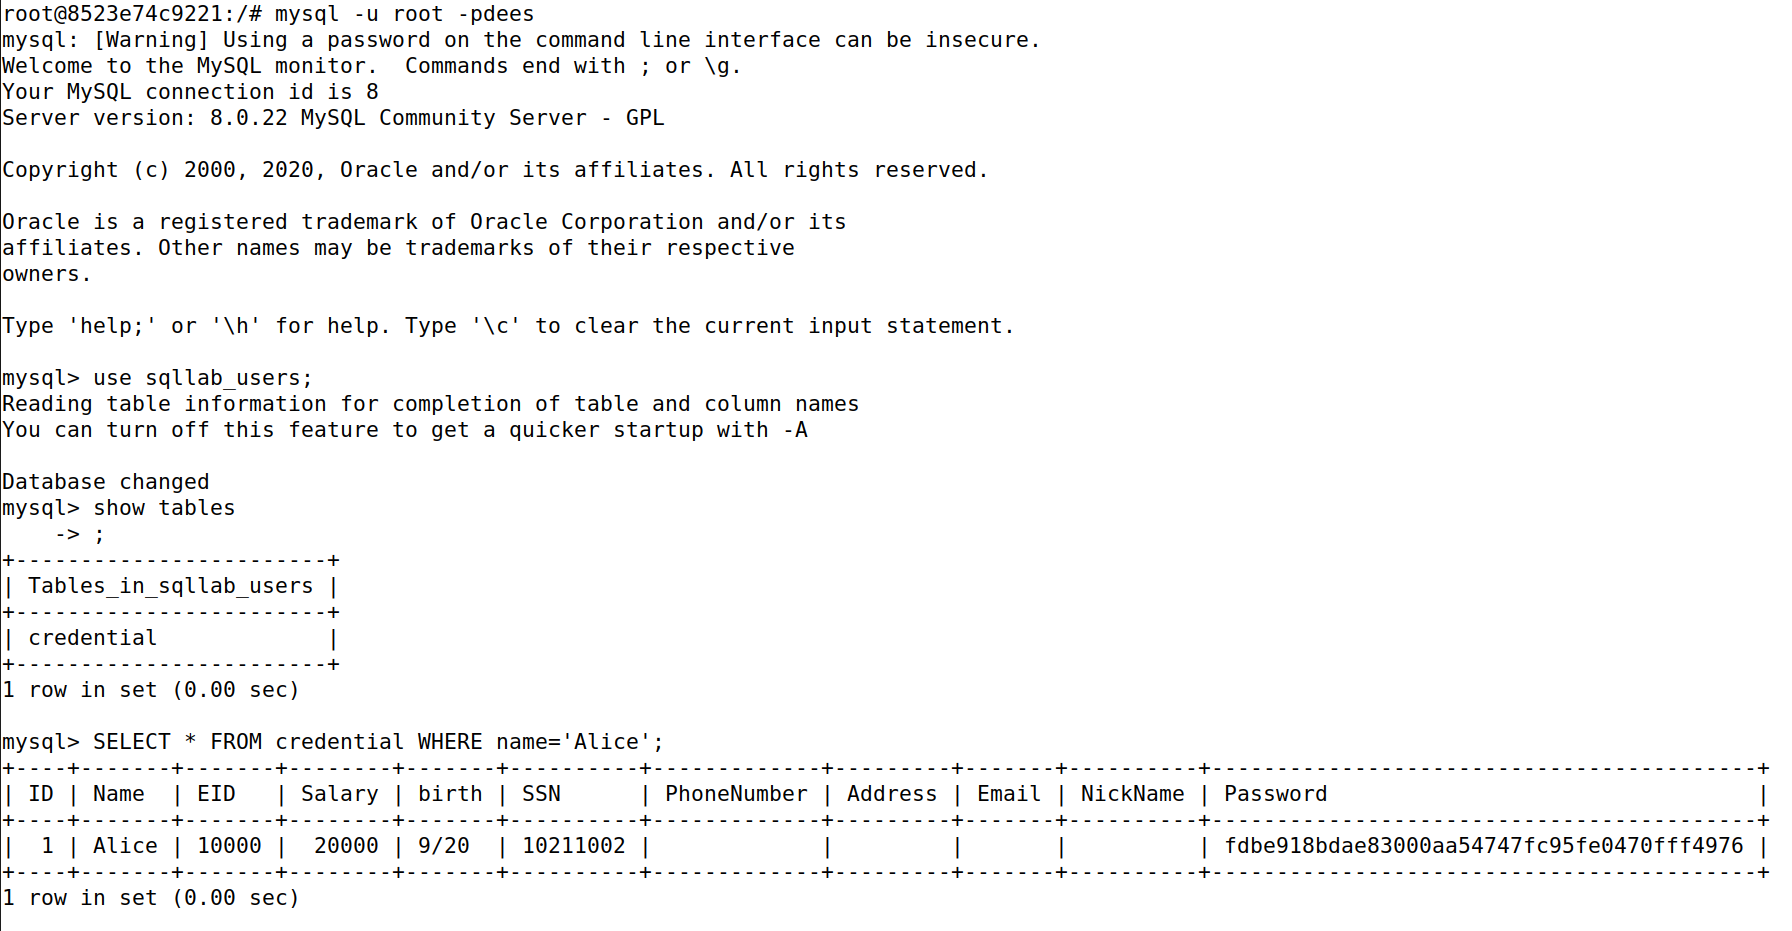 root@8523e74c9221:/# mysql -u root -pdees
mysql: [Warning] Using a password on the command line interface can be insecure.
Welcome to the MySQL monitor.  Commands end with ; or \g.
Your MySQL connection id is 8
Server version: 8.0.22 MySQL Community Server - GPL

Copyright (c) 2000, 2020, Oracle and/or its affiliates. All rights reserved.

Oracle is a registered trademark of Oracle Corporation and/or its
affiliates. Other names may be trademarks of their respective
owners.

Type 'help;' or '\h' for help. Type '\c' to clear the current input statement.

mysql> use sqllab_users;
Reading table information for completion of table and column names
You can turn off this feature to get a quicker startup with -A

Database changed
mysql> show tables
    -> ;
+------------------------+
| Tables_in_sqllab_users |
+------------------------+
| credential             |
+------------------------+
1 row in set (0.00 sec)

mysql> SELECT * FROM credential WHERE name='Alice';
+----+-------+-------+--------+-------+----------+-------------+---------+-------+----------+------------------------------------------+
| ID | Name  | EID   | Salary | birth | SSN      | PhoneNumber | Address | Email | NickName | Password                                 |
+----+-------+-------+--------+-------+----------+-------------+---------+-------+----------+------------------------------------------+
|  1 | Alice | 10000 |  20000 | 9/20  | 10211002 |             |         |       |          | fdbe918bdae83000aa54747fc95fe0470fff4976 |
+----+-------+-------+--------+-------+----------+-------------+---------+-------+----------+------------------------------------------+
1 row in set (0.00 sec)